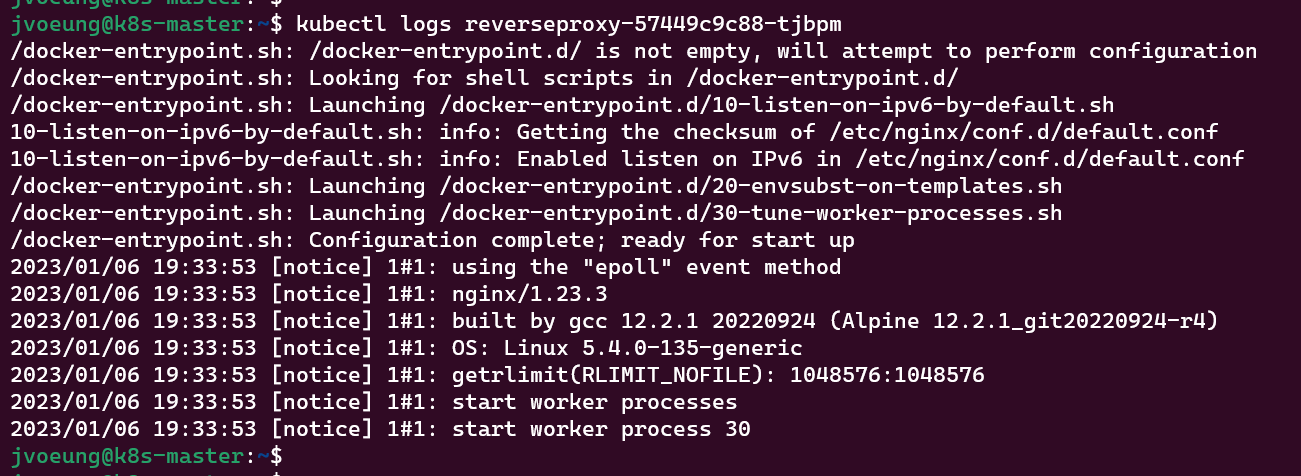 jvoeung@k8s-master:~$ kubectl logs reverseproxy-57449c9c88-tjbpm
/docker-entrypoint.sh: /docker-entrypoint.d/ is not empty, will attempt to perform configuration
/docker-entrypoint.sh: Looking for shell scripts in /docker-entrypoint.d/
/docker-entrypoint.sh: Launching /docker-entrypoint.d/10-listen-on-ipv6-by-default.sh
10-listen-on-ipv6-by-default.sh: info: Getting the checksum of /etc/nginx/conf.d/default.conf
10-listen-on-ipv6-by-default.sh: info: Enabled listen on IPv6 in /etc/nginx/conf.d/default.conf
/docker-entrypoint.sh: Launching /docker-entrypoint.d/20-envsubst-on-templates.sh
/docker-entrypoint.sh: Launching /docker-entrypoint.d/30-tune-worker-processes.sh
/docker-entrypoint.sh: Configuration complete; ready for start up
2023/01/06 19:33:53 [notice] 1#1: using the "epoll" event method
2023/01/06 19:33:53 [notice] 1#1: nginx/1.23.3
2023/01/06 19:33:53 [notice] 1#1: built by gcc 12.2.1 20220924 (Alpine 12.2.1_git20220924-r4)
2023/01/06 19:33:53 [notice] 1#1: OS: Linux 5.4.0-135-generic
2023/01/06 19:33:53 [notice] 1#1: getrlimit(RLIMIT_NOFILE): 1048576:1048576
2023/01/06 19:33:53 [notice] 1#1: start worker processes
2023/01/06 19:33:53 [notice] 1#1: start worker process 30
jvoeung@k8s-master:~$